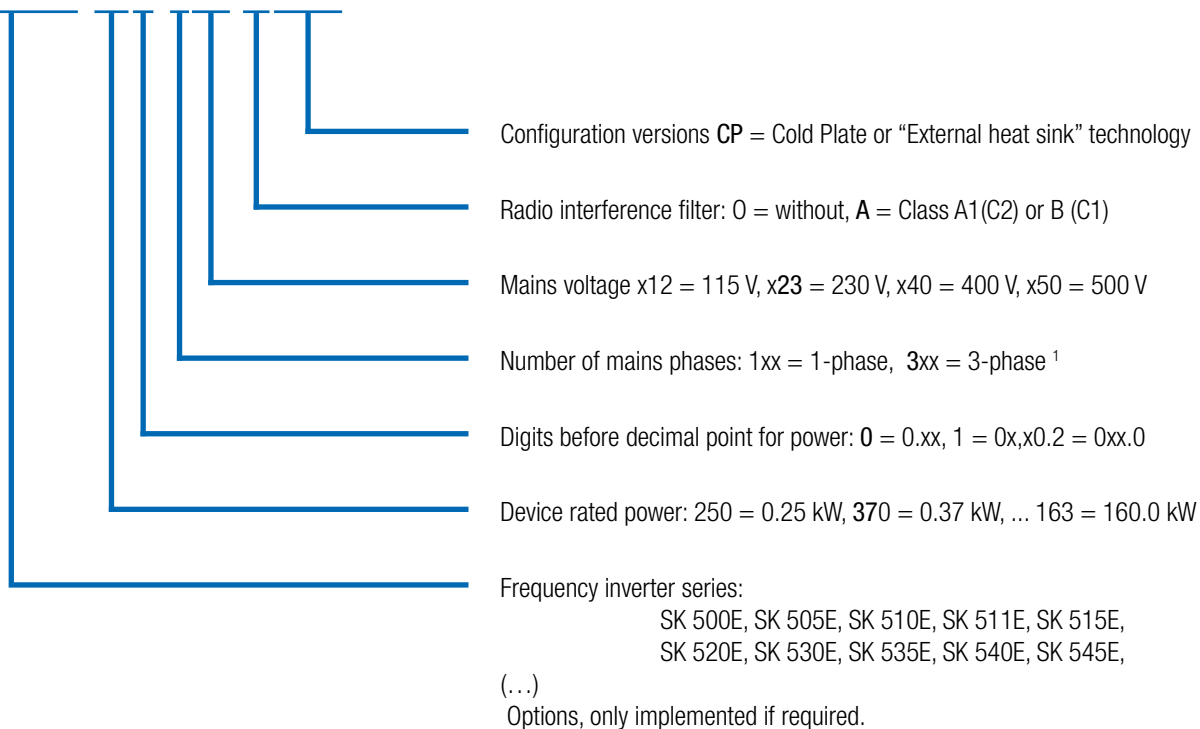 Configuration versions CP = Cold Plate or “External heat sink” technology
Radio interference filter: O = without, A = Class A1(C2) or B (C1)
Mains voltage x12 = 115 V, x23 = 230 V, x40 = 400 V, x50 = 500 V
Number of mains phases: 1xx = 1-phase, 3xx = 3-phase ¹
Digits before decimal point for power: 0 = 0.xx, 1 = 0x,x0.2 = 0xx.0
Device rated power: 250 = 0.25 kW, 370 = 0.37 kW, ... 163 = 160.0 kW
Frequency inverter series:
SK 500E, SK 505E, SK 510E, SK 511E, SK 515E,
SK 520E, SK 530E, SK 535E, SK 540E, SK 545E,
(…)
Options, only implemented if required.